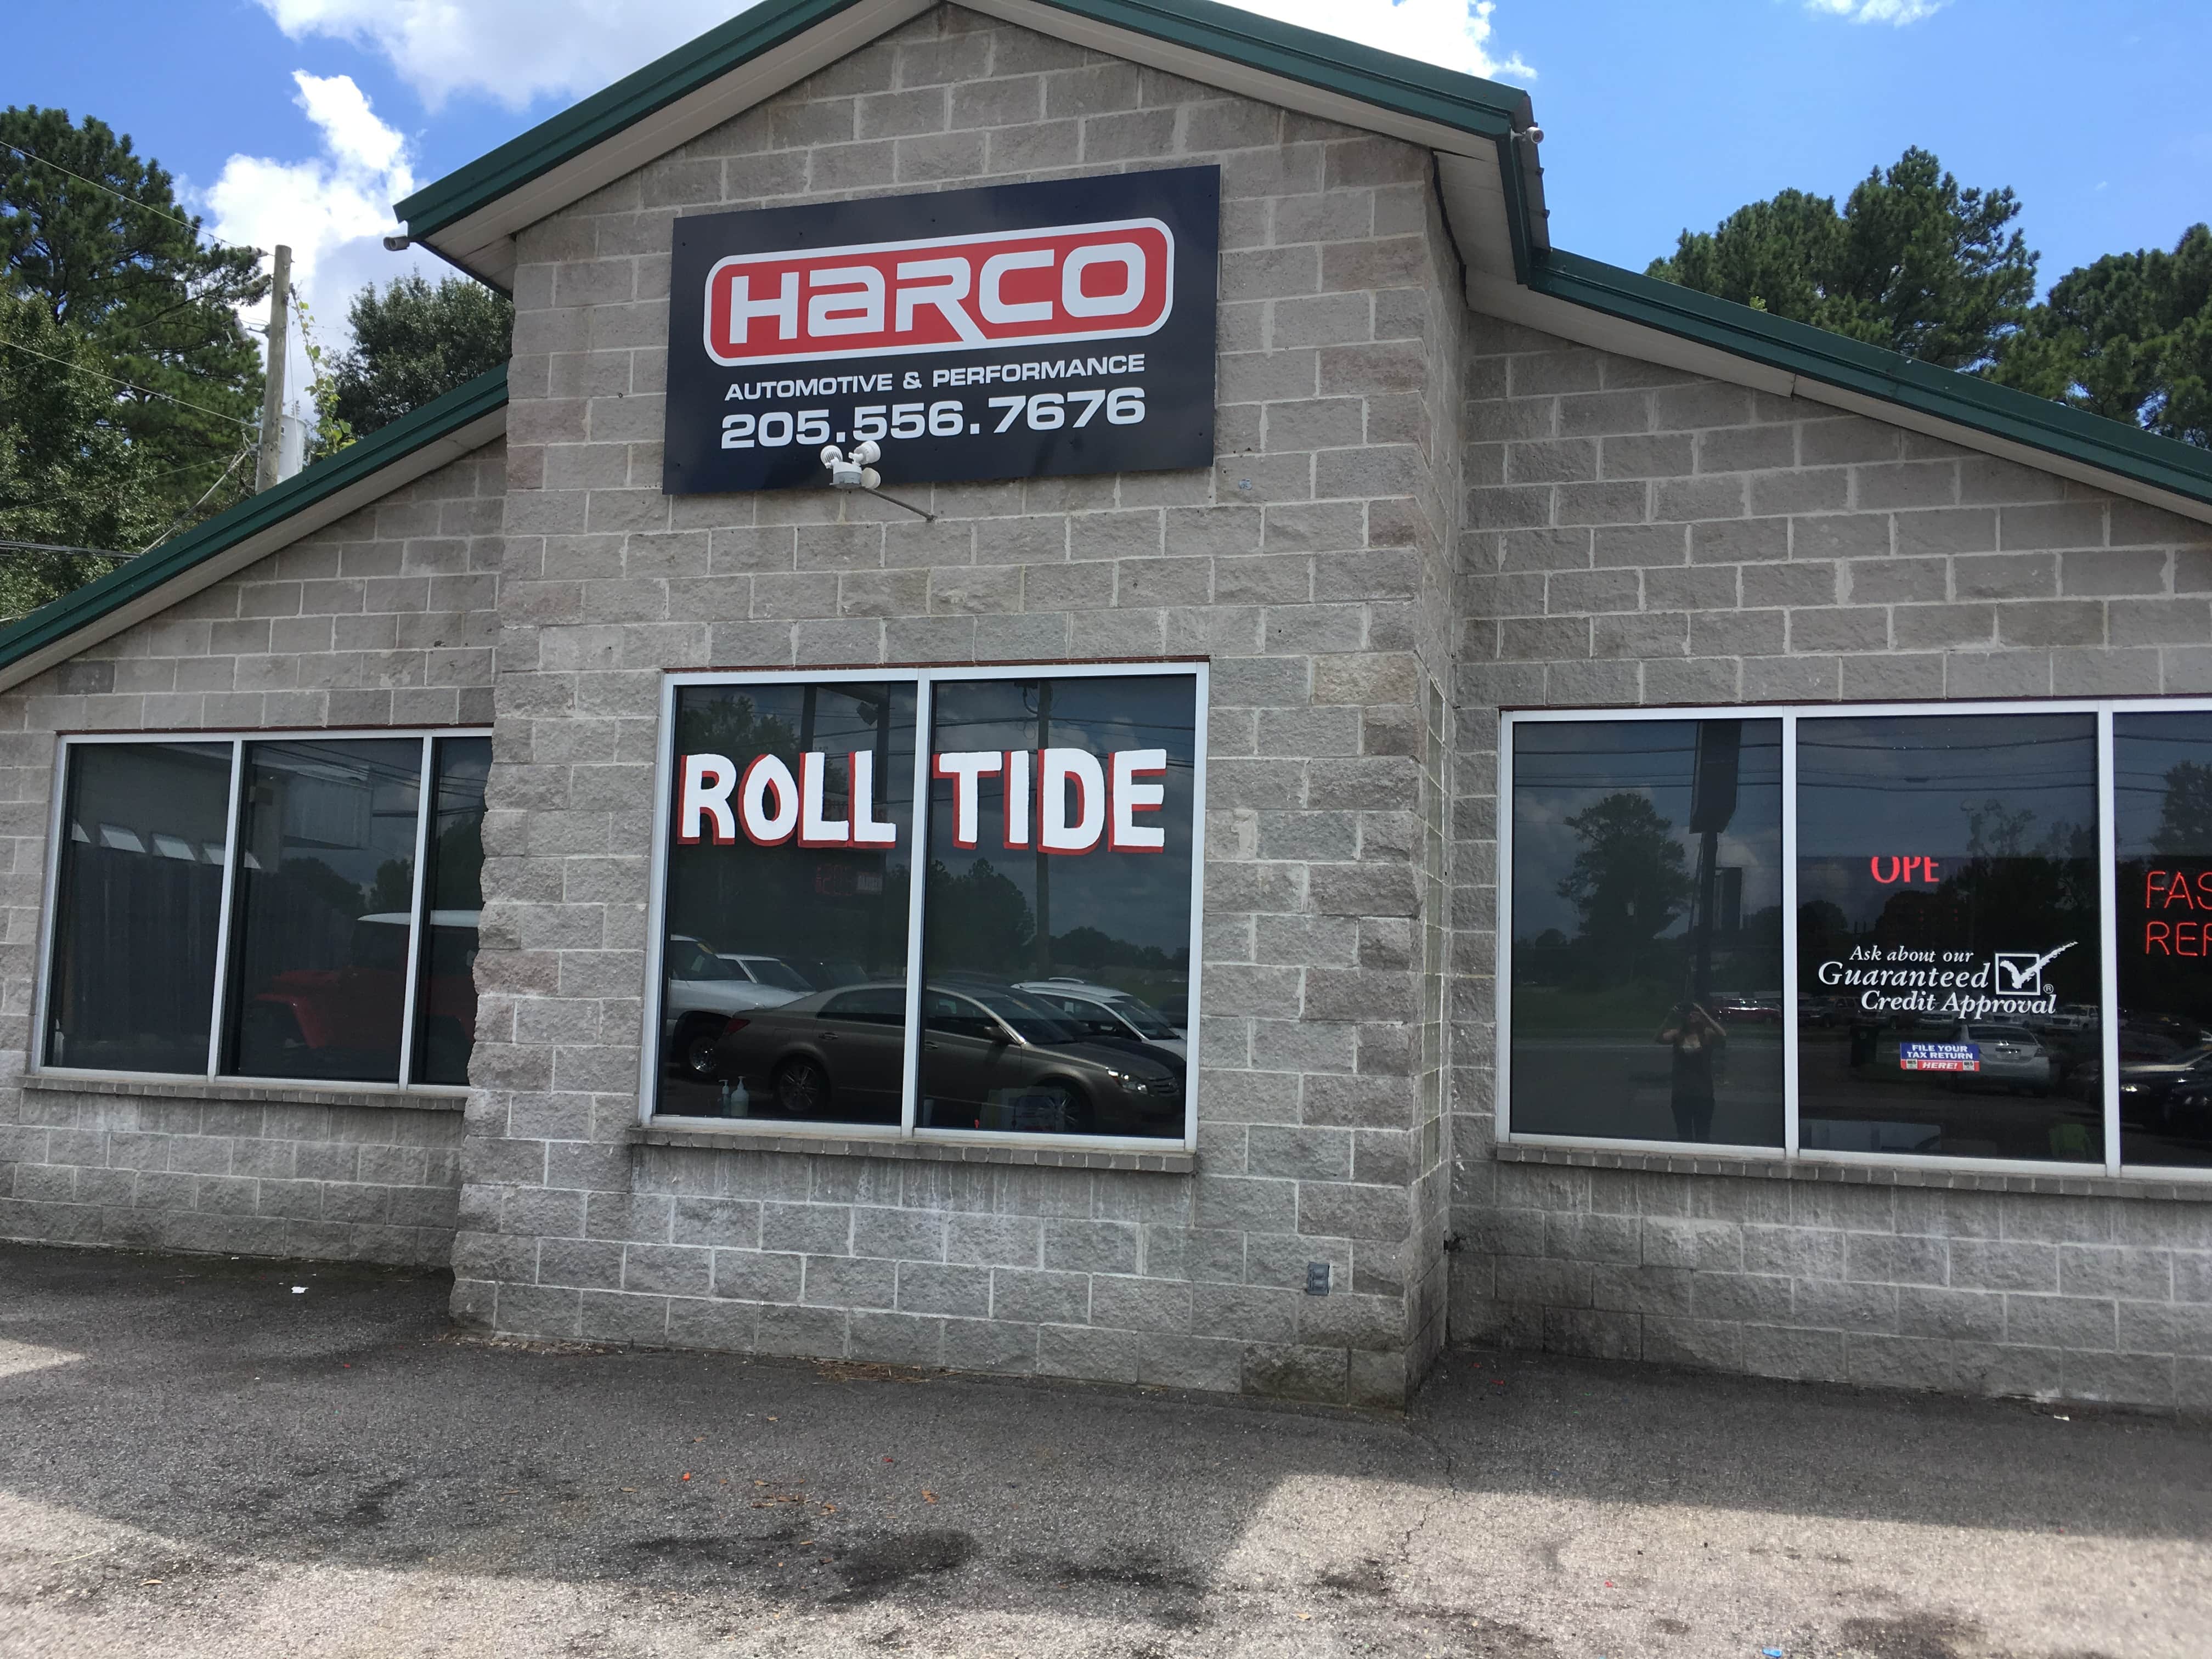 HARCO
AUTOMOTIVE & PERFORMANCE
205.556.7676
ROLL TIDE
OPE
Ask about our
Guaranteed
Credit Approval®
FILE YOUR
TAX RETURN
HERE!
FAS
REP